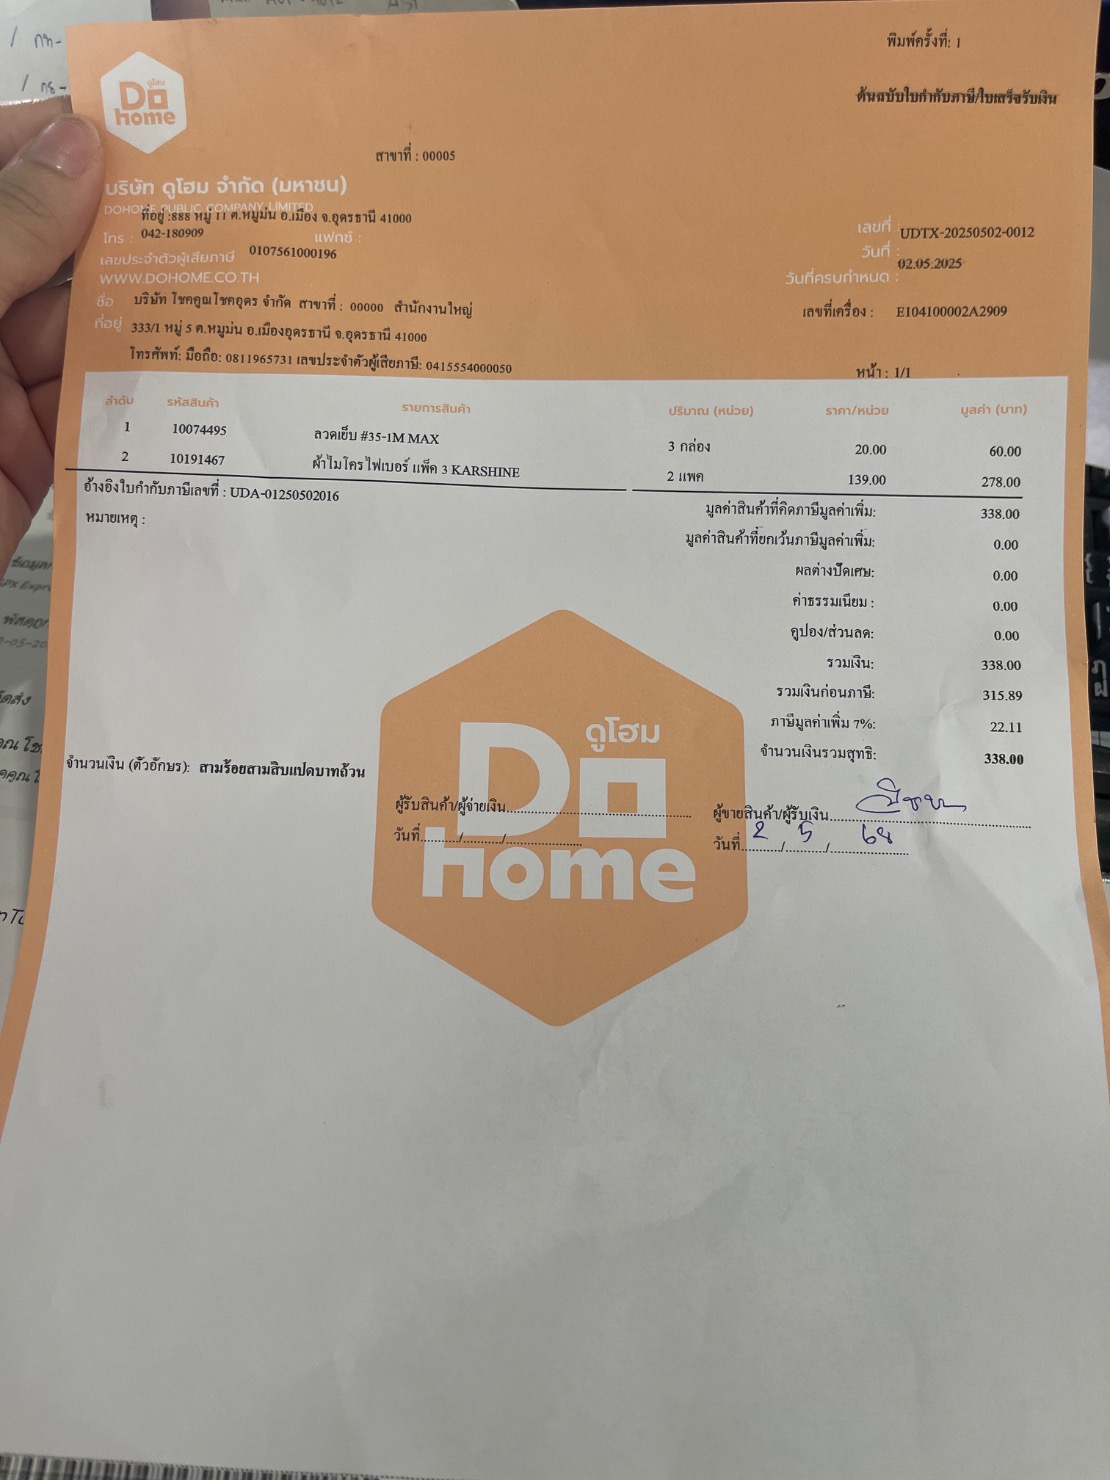 พิมพ์ครั้งที่: 1
ดูโฮม
Do
home
ต้นฉบับใบกำกับภาษี/ใบเสร็จรับเงิน
สาขาที่ : 00005
บริษัท ดูโฮม จำกัด (มหาชน)
DOHOME PUBLIC COMPANY LIMITED
ที่อยู่ :888 หมู่ 11 ต.หมูม่น อ.เมือง จ.อุดรธานี 41000
โทร : 042-180909 แฟกซ์ :
เลขที่ : UDTX-20250502-0012
เลขประจำตัวผู้เสียภาษี 0107561000196
วันที่ : 02.05.2025
WWW.DOHOME.CO.TH
วันที่ครบกำหนด :
ชื่อ บริษัท โชคคูณโชคอุดร จำกัด สาขาที่ : 00000 สำนักงานใหญ่
เลขที่เครื่อง : E104100002A2909
ที่อยู่ 333/1 หมู่ 5 ต.หมูม่น อ.เมืองอุดรธานี จ.อุดรธานี 41000
โทรศัพท์: มือถือ: 0811965731 เลขประจำตัวผู้เสียภาษี: 0415554000050
หน้า : 1/1
ลำดับ รหัสสินค้า รายการสินค้า ปริมาณ (หน่วย) ราคา/หน่วย มูลค่า (บาท)
1 10074495 ลวดเย็บ #35-1M MAX 3 กล่อง 20.00 60.00
2 10191467 ผ้าไมโครไฟเบอร์ แพ็ค 3 KARSHINE 2 แพค 139.00 278.00
อ้างอิงใบกำกับภาษีเลขที่ : UDA-01250502016
มูลค่าสินค้าที่คิดภาษีมูลค่าเพิ่ม: 338.00
หมายเหตุ :
มูลค่าสินค้าที่ยกเว้นภาษีมูลค่าเพิ่ม: 0.00
ผลต่างปัดเศษ: 0.00
ค่าธรรมเนียม : 0.00
คูปอง/ส่วนลด: 0.00
รวมเงิน: 338.00
รวมเงินก่อนภาษี: 315.89
ภาษีมูลค่าเพิ่ม 7%: 22.11
จำนวนเงินรวมสุทธิ: 338.00
จำนวนเงิน (ตัวอักษร): สามร้อยสามสิบแปดบาทถ้วน
ดูโฮม
Do
home
ผู้รับสินค้า/ผู้จ่ายเงิน
ผู้ขายสินค้า/ผู้รับเงิน
วันที่ / /
วันที่ 2 / 5 / 68